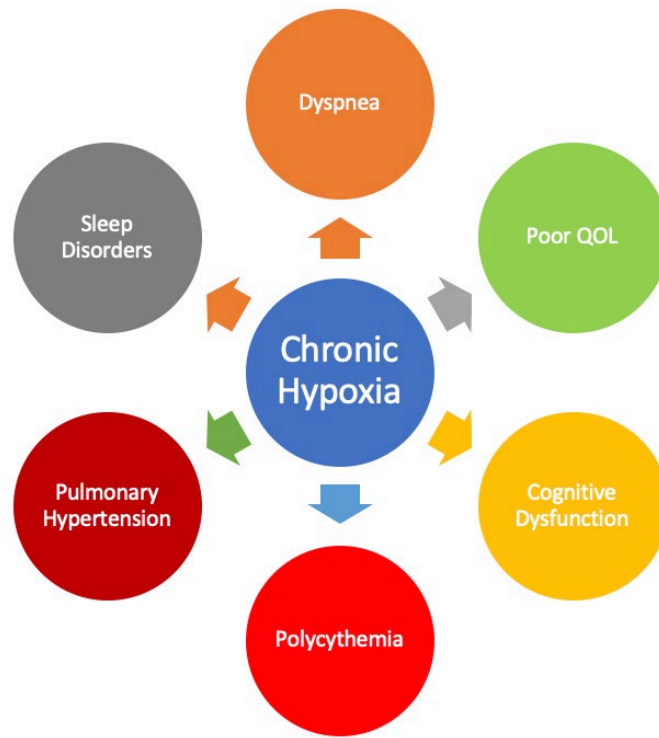 Dyspnea
Sleep
Disorders
Poor QOL
Chronic
Hypoxia
Pulmonary
Hypertension
Cognitive
Dysfunction
Polycythemia